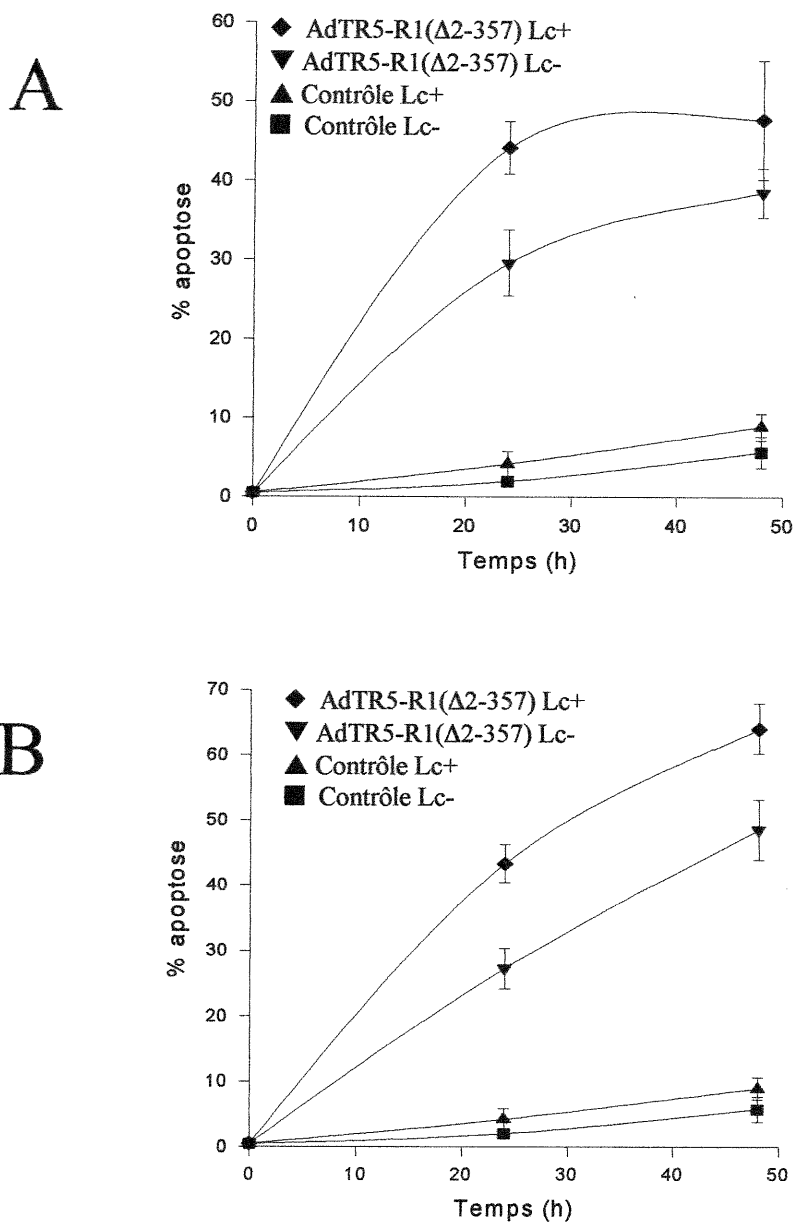 A
AdTR5-R1(Δ2-357) Lc+
AdTR5-R1(Δ2-357) Lc-
Contrôle Lc+
Contrôle Lc-
% apoptose
60
50
40
30
20
10
0
0 10 20 30 40 50
Temps (h)
B
AdTR5-R1(Δ2-357) Lc+
AdTR5-R1(Δ2-357) Lc-
Contrôle Lc+
Contrôle Lc-
% apoptose
70
60
50
40
30
20
10
0
0 10 20 30 40 50
Temps (h)